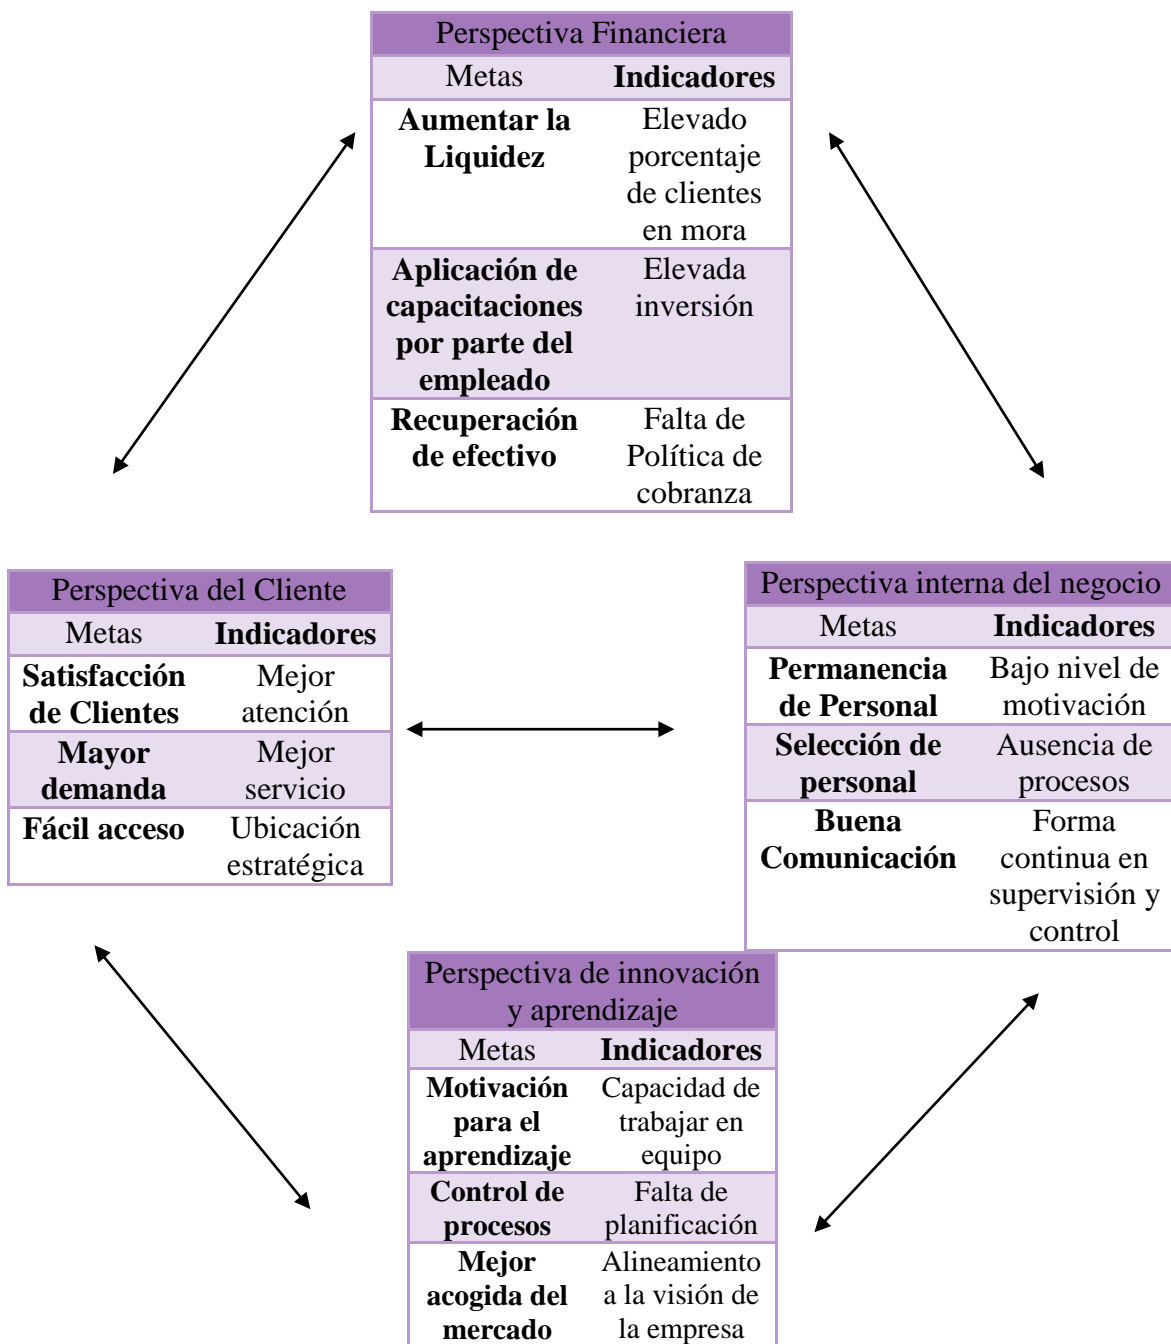 Perspectiva Financiera
Metas Indicadores
Aumentar la Elevado
Liquidez porcentaje
de clientes
en mora
Aplicación de Elevada
capacitaciones inversión
por parte del
empleado
Recuperación Falta de
de efectivo Política de
cobranza
Perspectiva del Cliente
Metas Indicadores
Satisfacción Mejor
de Clientes atención
Mayor Mejor
demanda servicio
Fácil acceso Ubicación
estratégica
Perspectiva interna del negocio
Metas Indicadores
Permanencia Bajo nivel de
de Personal motivación
Selección de Ausencia de
personal procesos
Buena Forma
Comunicación continua en
supervisión y
control
Perspectiva de innovación
y aprendizaje
Metas Indicadores
Motivación Capacidad de
para el trabajar en
aprendizaje equipo
Control de Falta de
procesos planificación
Mejor Alineamiento
acogida del a la visión de
mercado la empresa